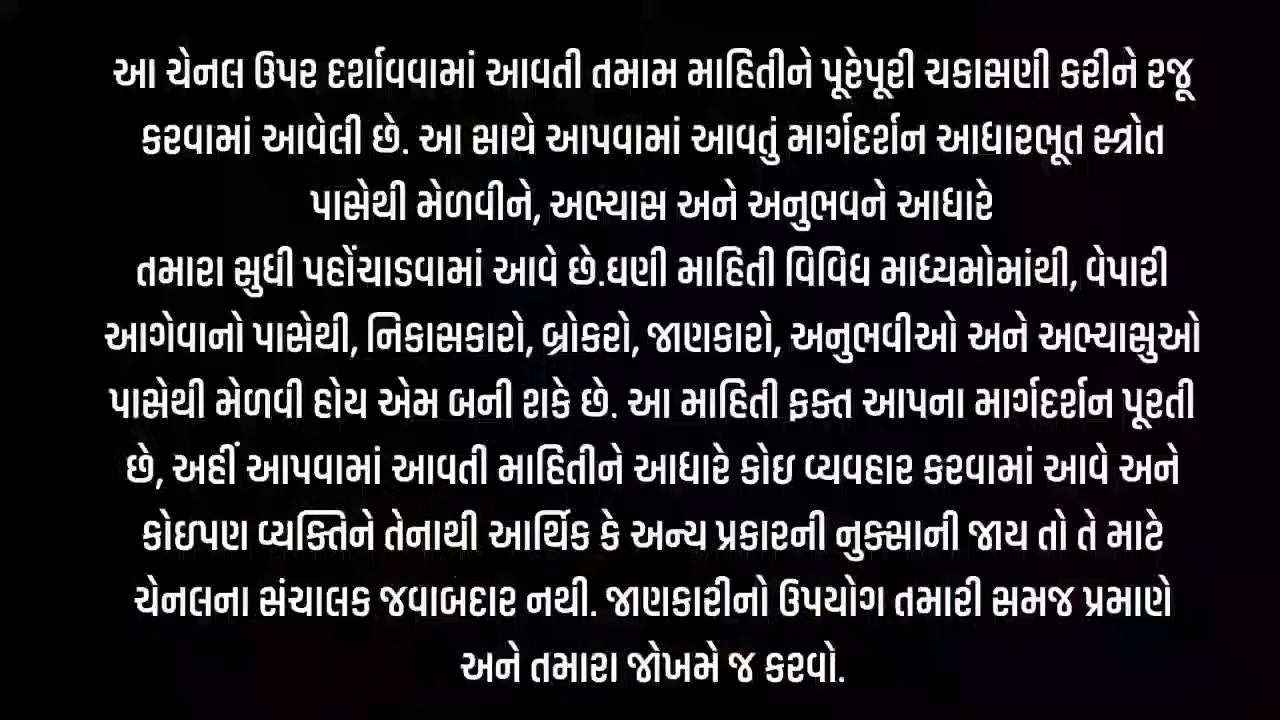 આ ચેનલ ઉપર દર્શાવવામાં આવતી તમામ માહિતીને પૂરેપૂરી ચકાસણી કરીને રજૂ
કરવામાં આવેલી છે. આ સાથે આપવામાં આવતું માર્ગદર્શન આધારભૂત સ્ત્રોત
પાસેથી મેળવીને, અભ્યાસ અને અનુભવને આધારે
તમારા સુધી પહોંચાડવામાં આવે છે.ઘણી માહિતી વિવિધ માધ્યમોમાંથી, વેપારી
આગેવાનો પાસેથી, નિકાસકારો, બ્રોકરો, જાણકારો, અનુભવીઓ અને અભ્યાસુઓ
પાસેથી મેળવી હોય એમ બની શકે છે. આ માહિતી ફક્ત આપના માર્ગદર્શન પૂરતી
છે, અહીં આપવામાં આવતી માહિતીને આધારે કોઇ વ્યવહાર કરવામાં આવે અને
કોઇપણ વ્યક્તિને તેનાથી આર્થિક કે અન્ય પ્રકારની નુક્સાની જાય તો તે માટે
ચેનલના સંચાલક જવાબદાર નથી. જાણકારીનો ઉપયોગ તમારી સમજ પ્રમાણે
અને તમારા જોખમે જ કરવો.